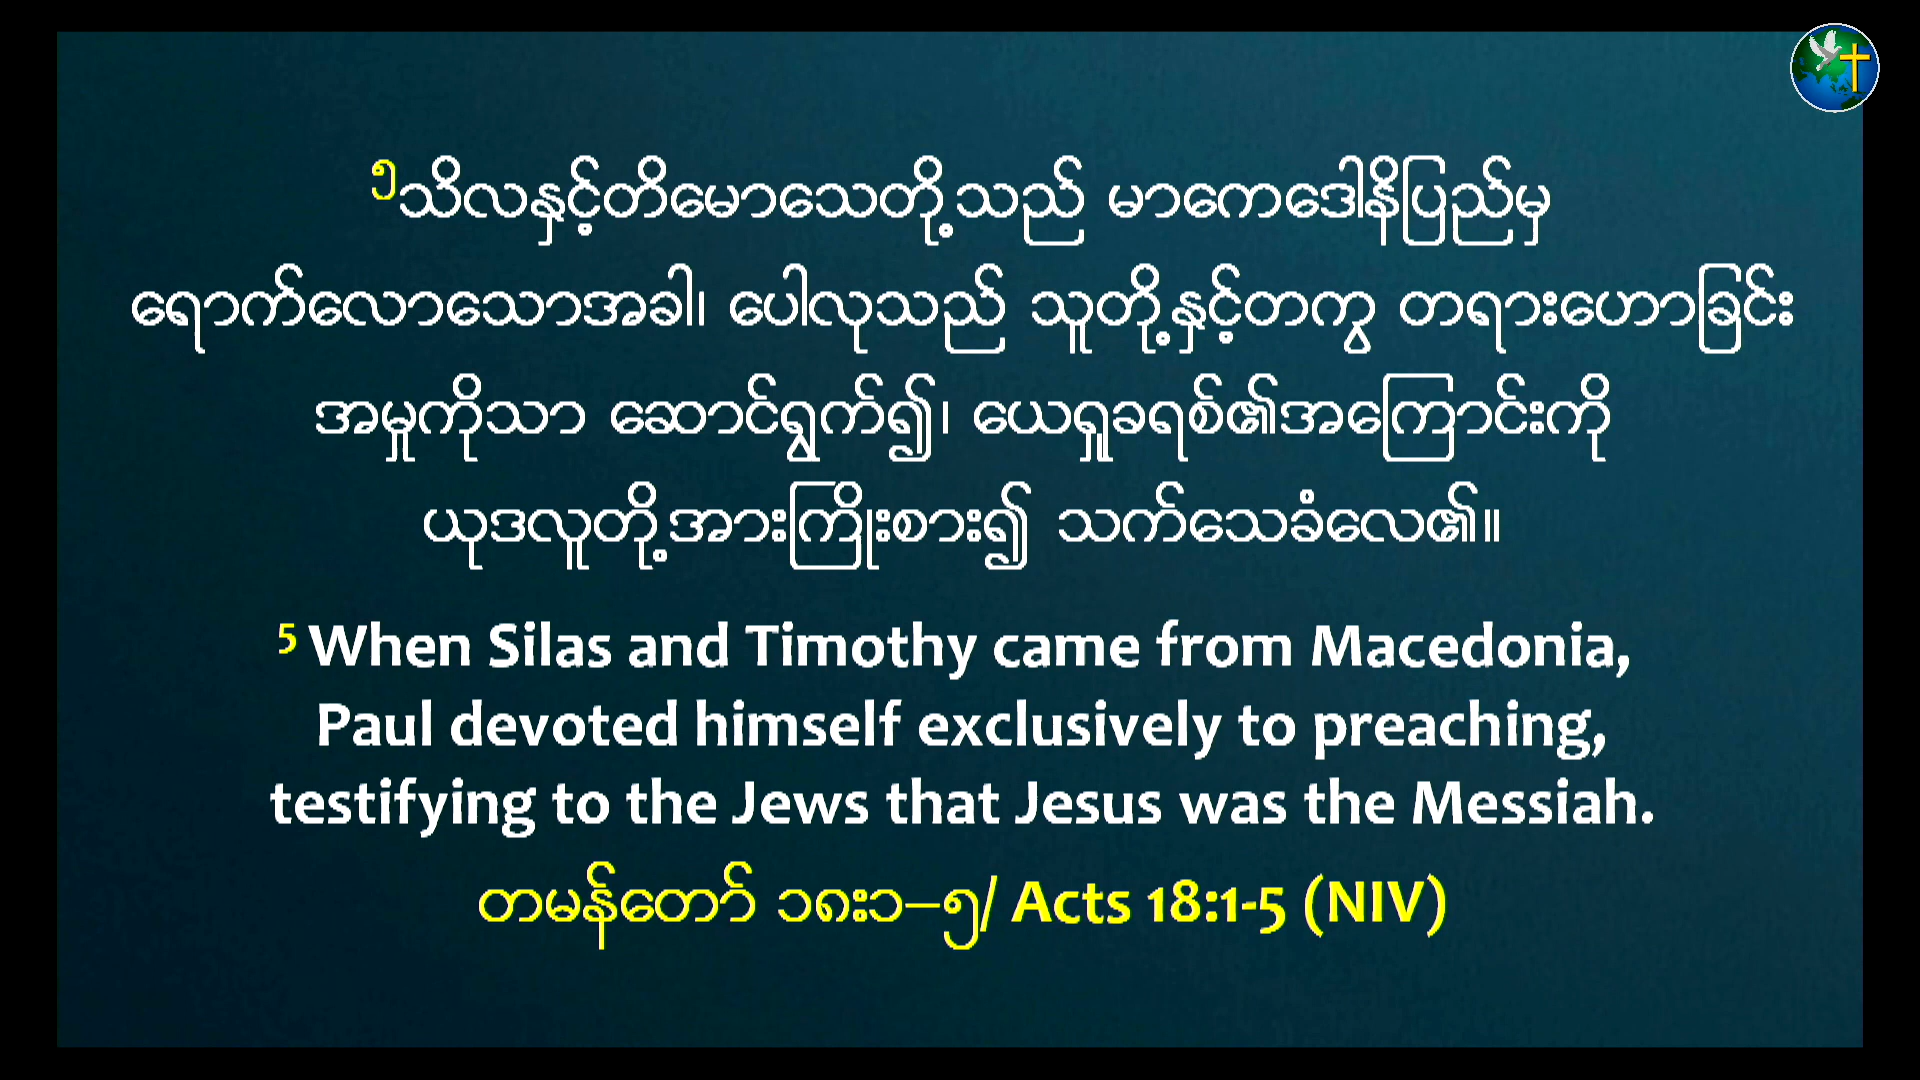 ၅သိလနှင့်တိမောသေတို့သည် မာကေဒေါနိပြည်မှ
ရောက်လောသောအခါ၊ ပေါလုသည် သူတို့နှင့်တကွ တရားဟောခြင်း
အမှုကိုသာ ဆောင်ရွက်၍၊ ယေရှုခရစ်၏အကြောင်းကို
ယုဒလူတို့အားကြိုးစား၍ သက်သေခံလေ၏။
5 When Silas and Timothy came from Macedonia,
Paul devoted himself exclusively to preaching,
testifying to the Jews that Jesus was the Messiah.
တမန်တော် ၁၈း၁–၅/ Acts 18:1-5 (NIV)